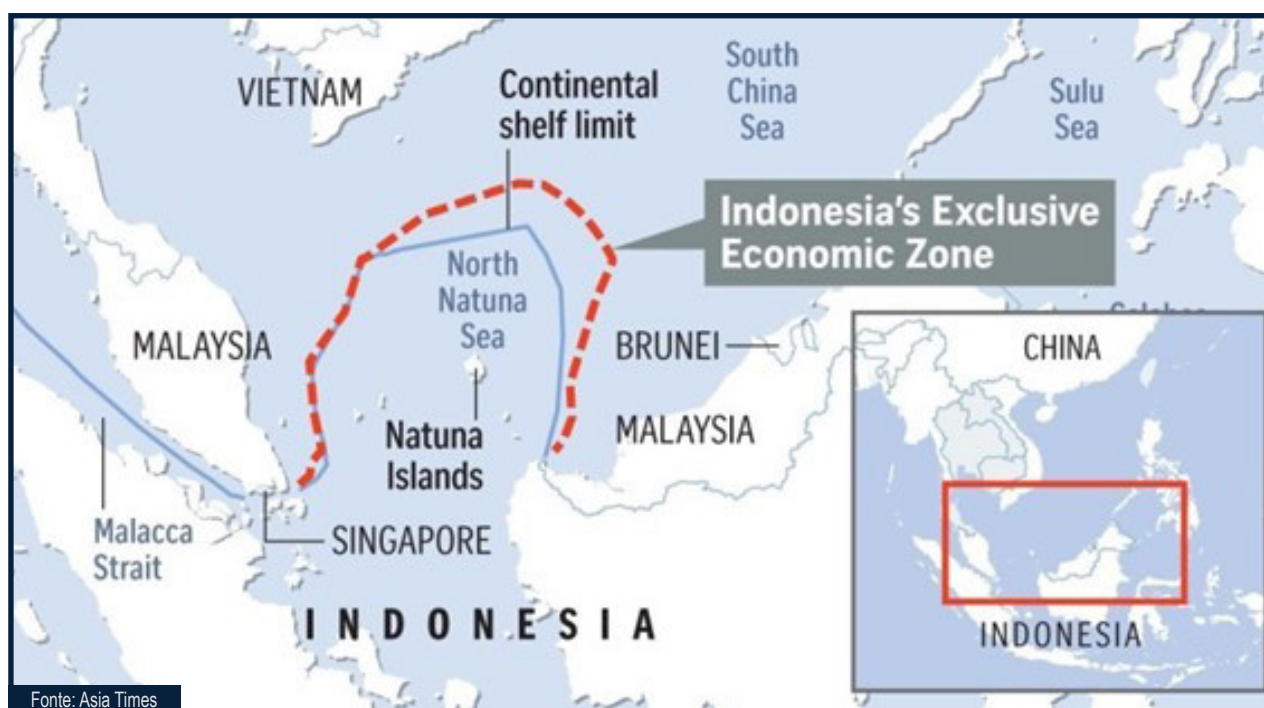 VIETNAM
Continental
shelf limit
South
China
Sea
Sulu
Sea
Indonesia's Exclusive
Economic Zone
North
Natuna
Sea
MALAYSIA
BRUNEI
CHINA
Natuna
Islands
MALAYSIA
Malacca
Strait
SINGAPORE
INDONESIA
INDONESIA
Fonte: Asia Times